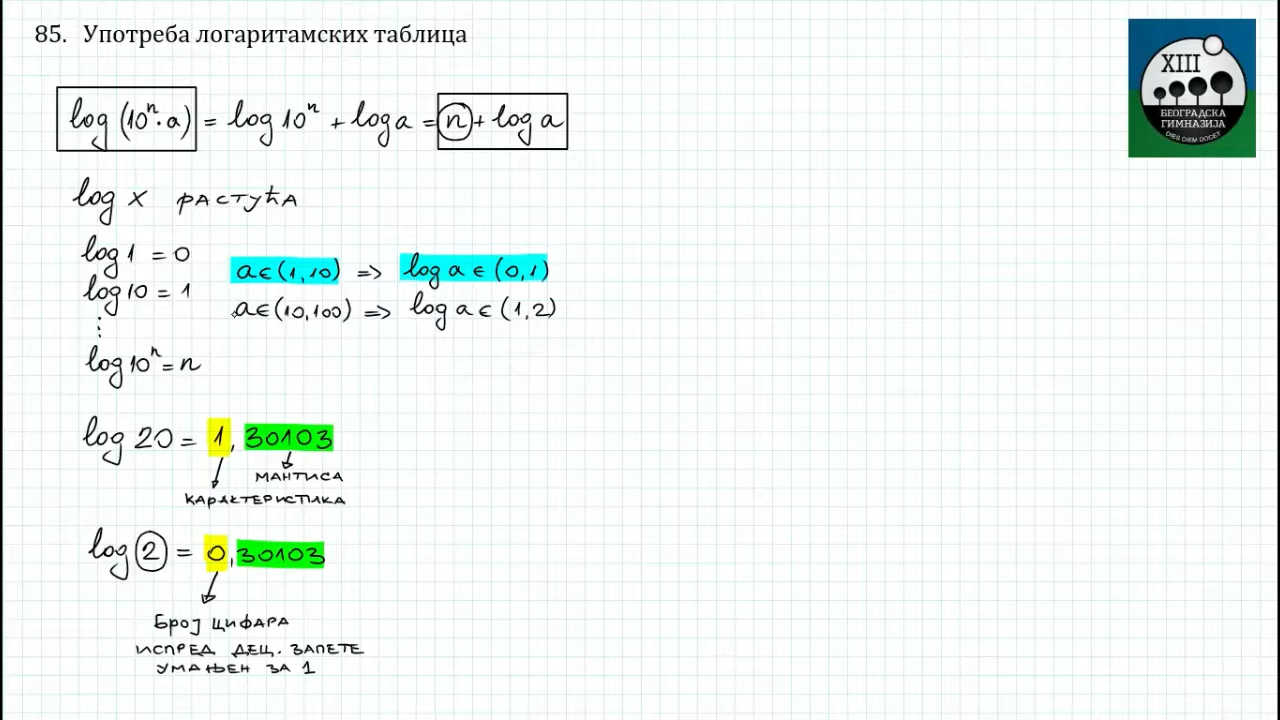 85. Употреба логаритамских таблица
XIII
БЕОГРАДСКА
ГИМНАЗИЈА
DIES DIEM DOCET
log (10ⁿ·a) = log 10ⁿ + log a = n + log a
log x растућа
log 1 = 0
a∈(1,10) => log a ∈ (0,1)
log 10 = 1
a∈(10,100) => log a ∈ (1,2)
⋮
log 10ⁿ = n
log 20 = 1,30103
МАНТИСА
КАРАКТЕРИСТИКА
log 2 = 0,30103
БРОЈ ЦИФАРА
ИСПРЕД ДЕЦ. ЗАПЕТЕ
УМАЊЕН ЗА 1